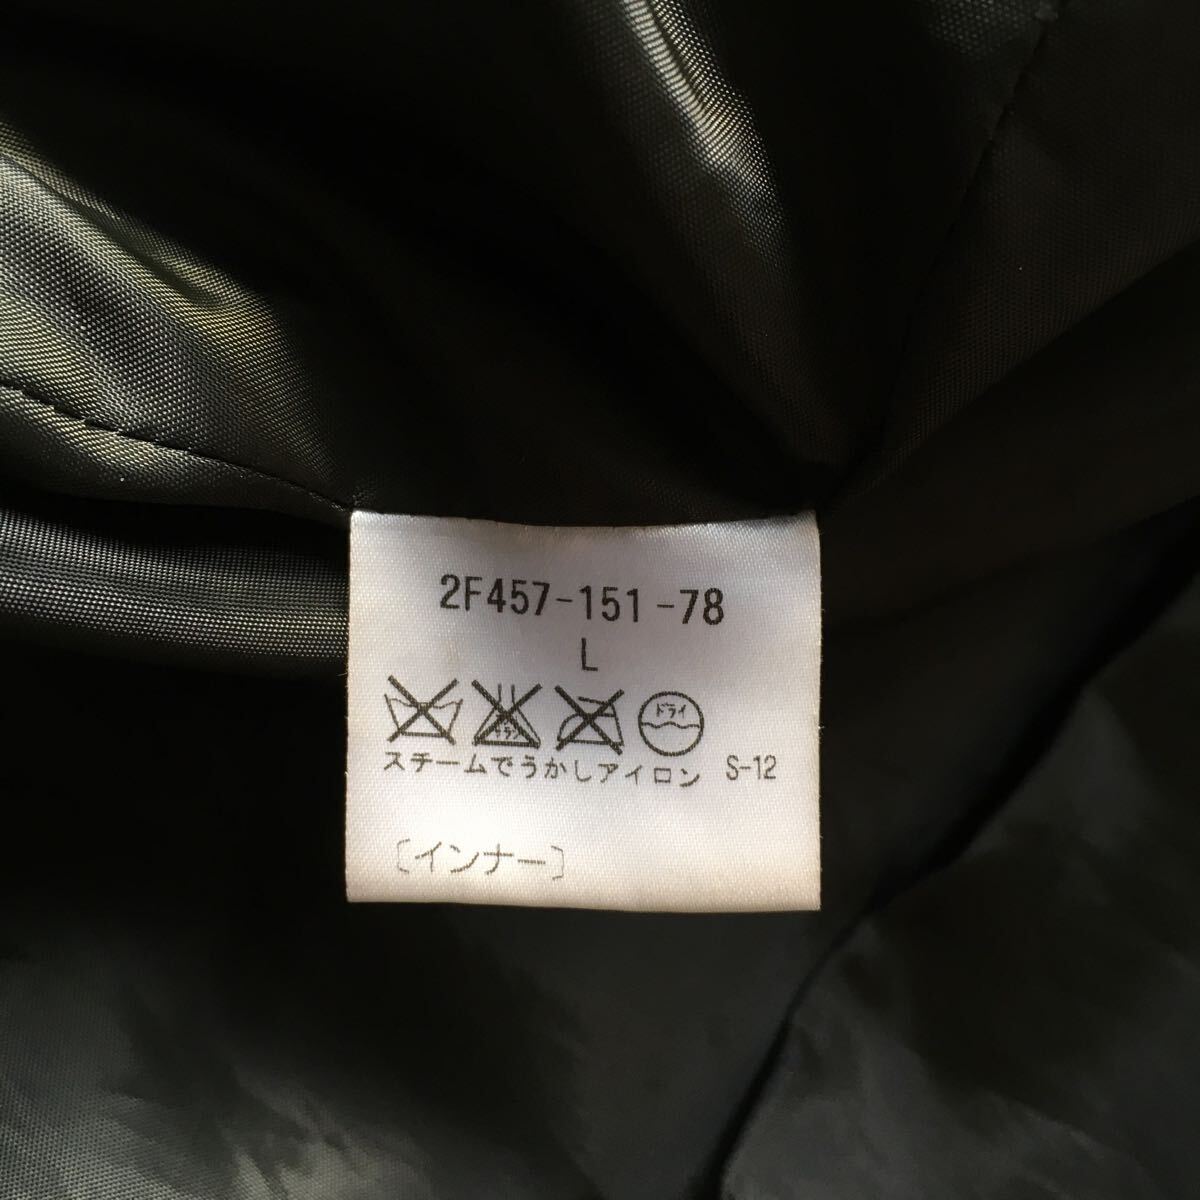 2F457-151-78
L
ドライ
スチームでうかしアイロン S-12
〔インナー〕